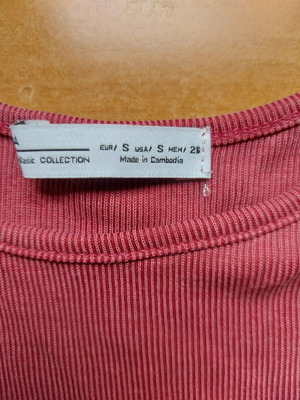 EUR/ S USA/ S MEX/ 26
Basic COLLECTION Made in Cambodia